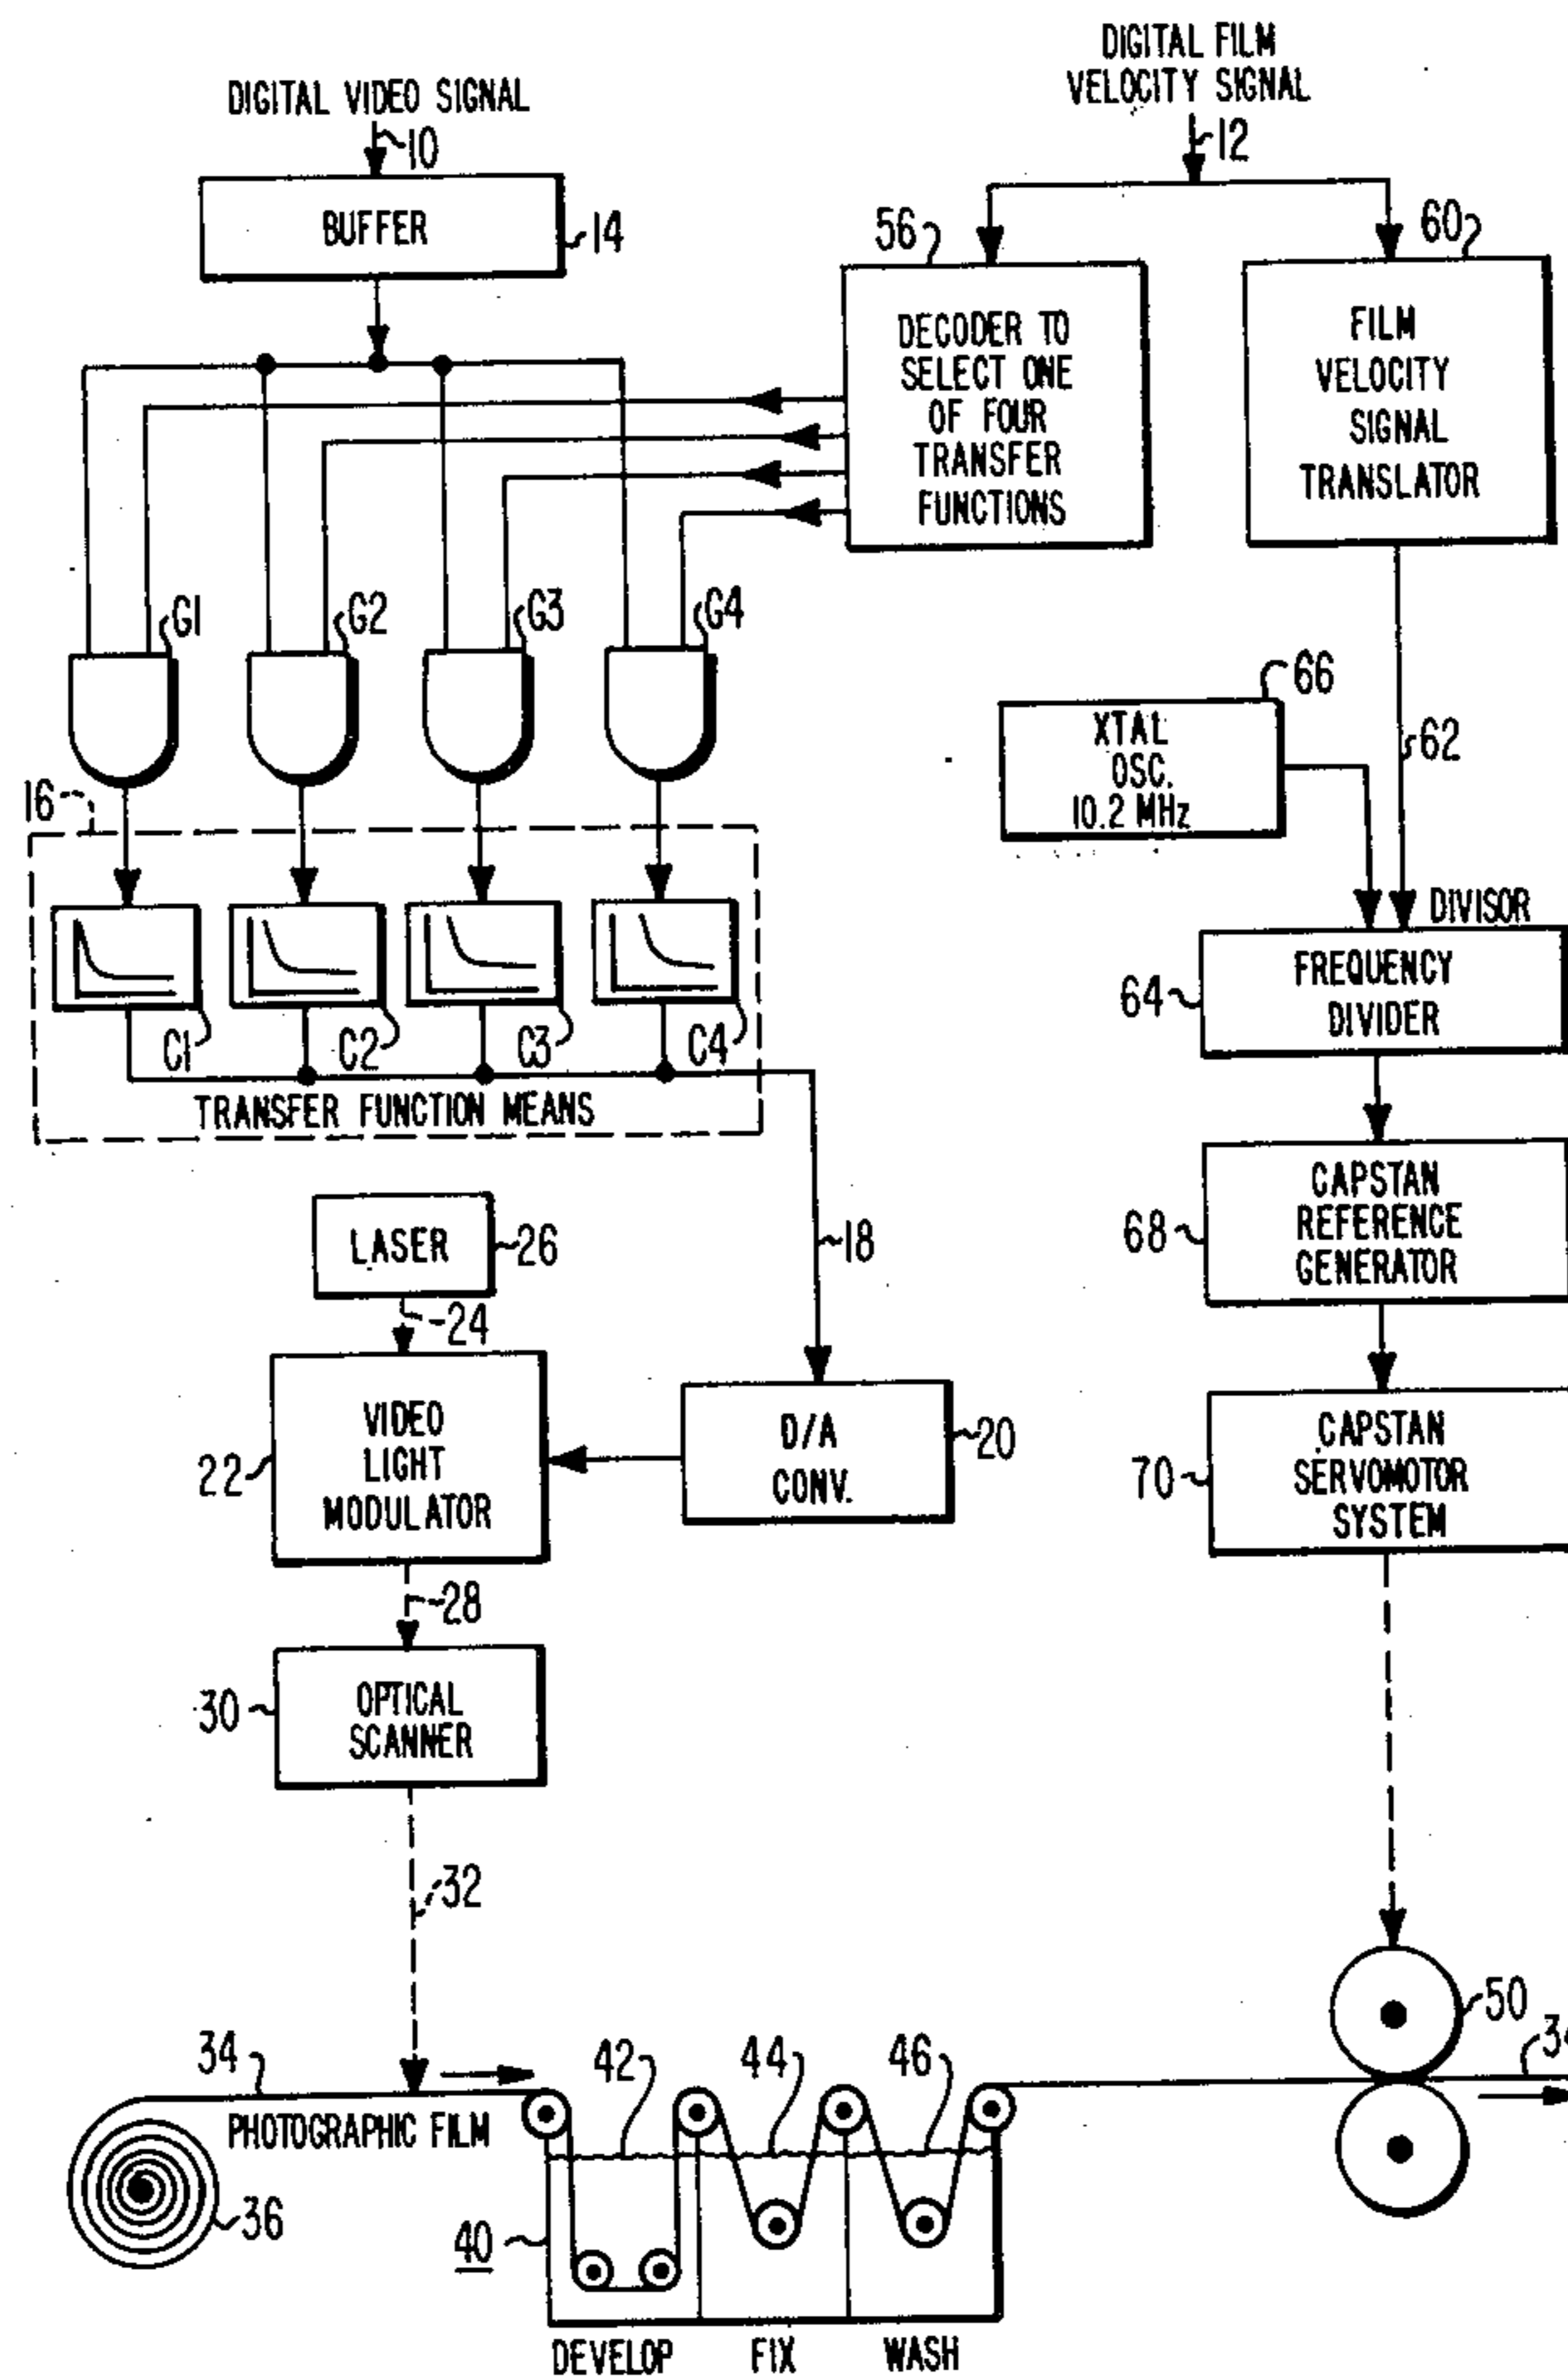 DIGITAL VIDEO SIGNAL
10
BUFFER
14
DIGITAL FILM
VELOCITY SIGNAL
12
56
DECODER TO
SELECT ONE
OF FOUR
TRANSFER
FUNCTIONS
60
FILM
VELOCITY
SIGNAL
TRANSLATOR
G1
G2
G3
G4
66
XTAL
OSC.
10.2 MHz
62
16
C1
C2
C3
C4
TRANSFER FUNCTION MEANS
DIVISOR
64
FREQUENCY
DIVIDER
LASER
26
24
18
68
CAPSTAN
REFERENCE
GENERATOR
22
VIDEO
LIGHT
MODULATOR
D/A
CONV.
20
70
CAPSTAN
SERVOMOTOR
SYSTEM
28
30
OPTICAL
SCANNER
32
50
34
34
PHOTOGRAPHIC FILM
36
42
44
46
40
DEVELOP
FIX
WASH